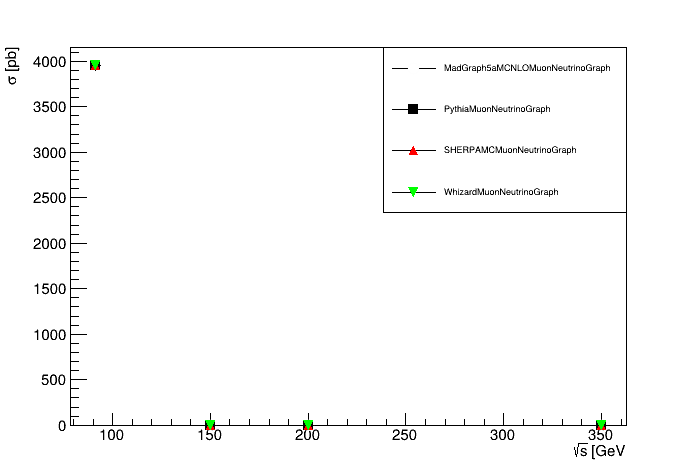 σ [pb]
4000
3500
3000
2500
2000
1500
1000
500
0
MadGraph5aMCNLOMuonNeutrinoGraph
PythiaMuonNeutrinoGraph
SHERPAMCMuonNeutrinoGraph
WhizardMuonNeutrinoGraph
100 150 200 250 300 350
√s [GeV